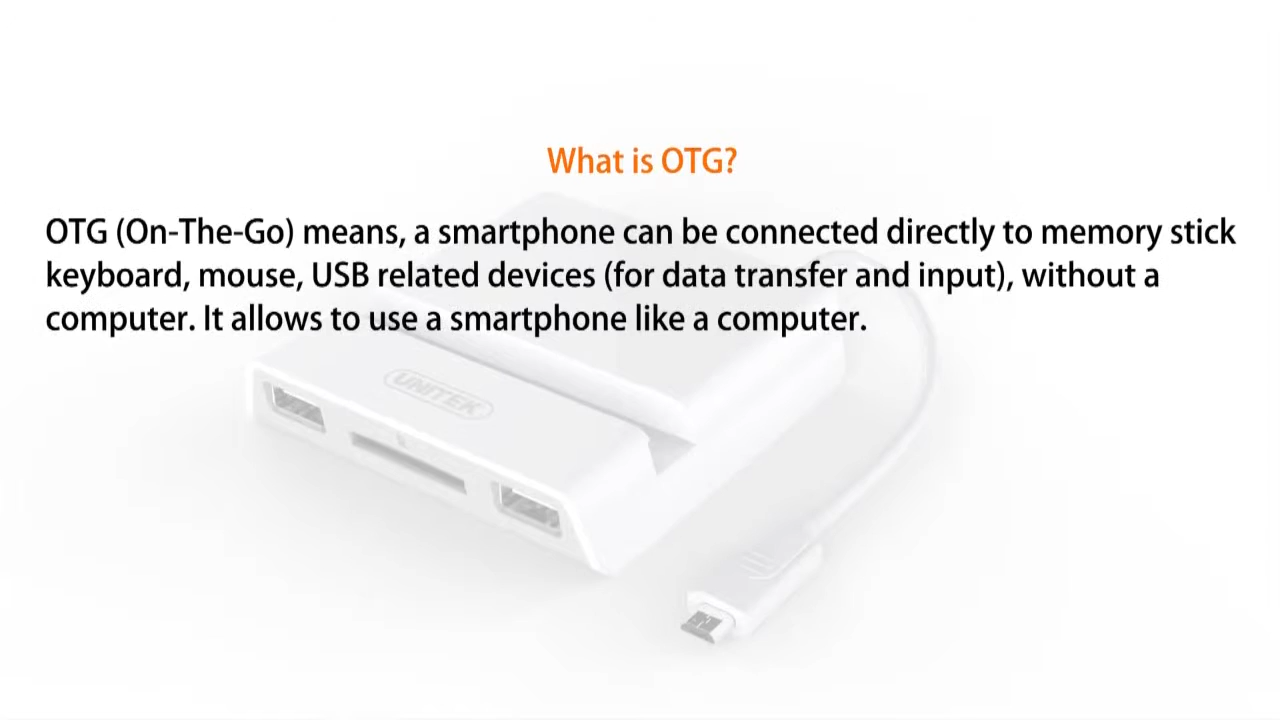 What is OTG?
OTG (On-The-Go) means, a smartphone can be connected directly to memory stick
keyboard, mouse, USB related devices (for data transfer and input), without a
computer. It allows to use a smartphone like a computer.
UNITEK